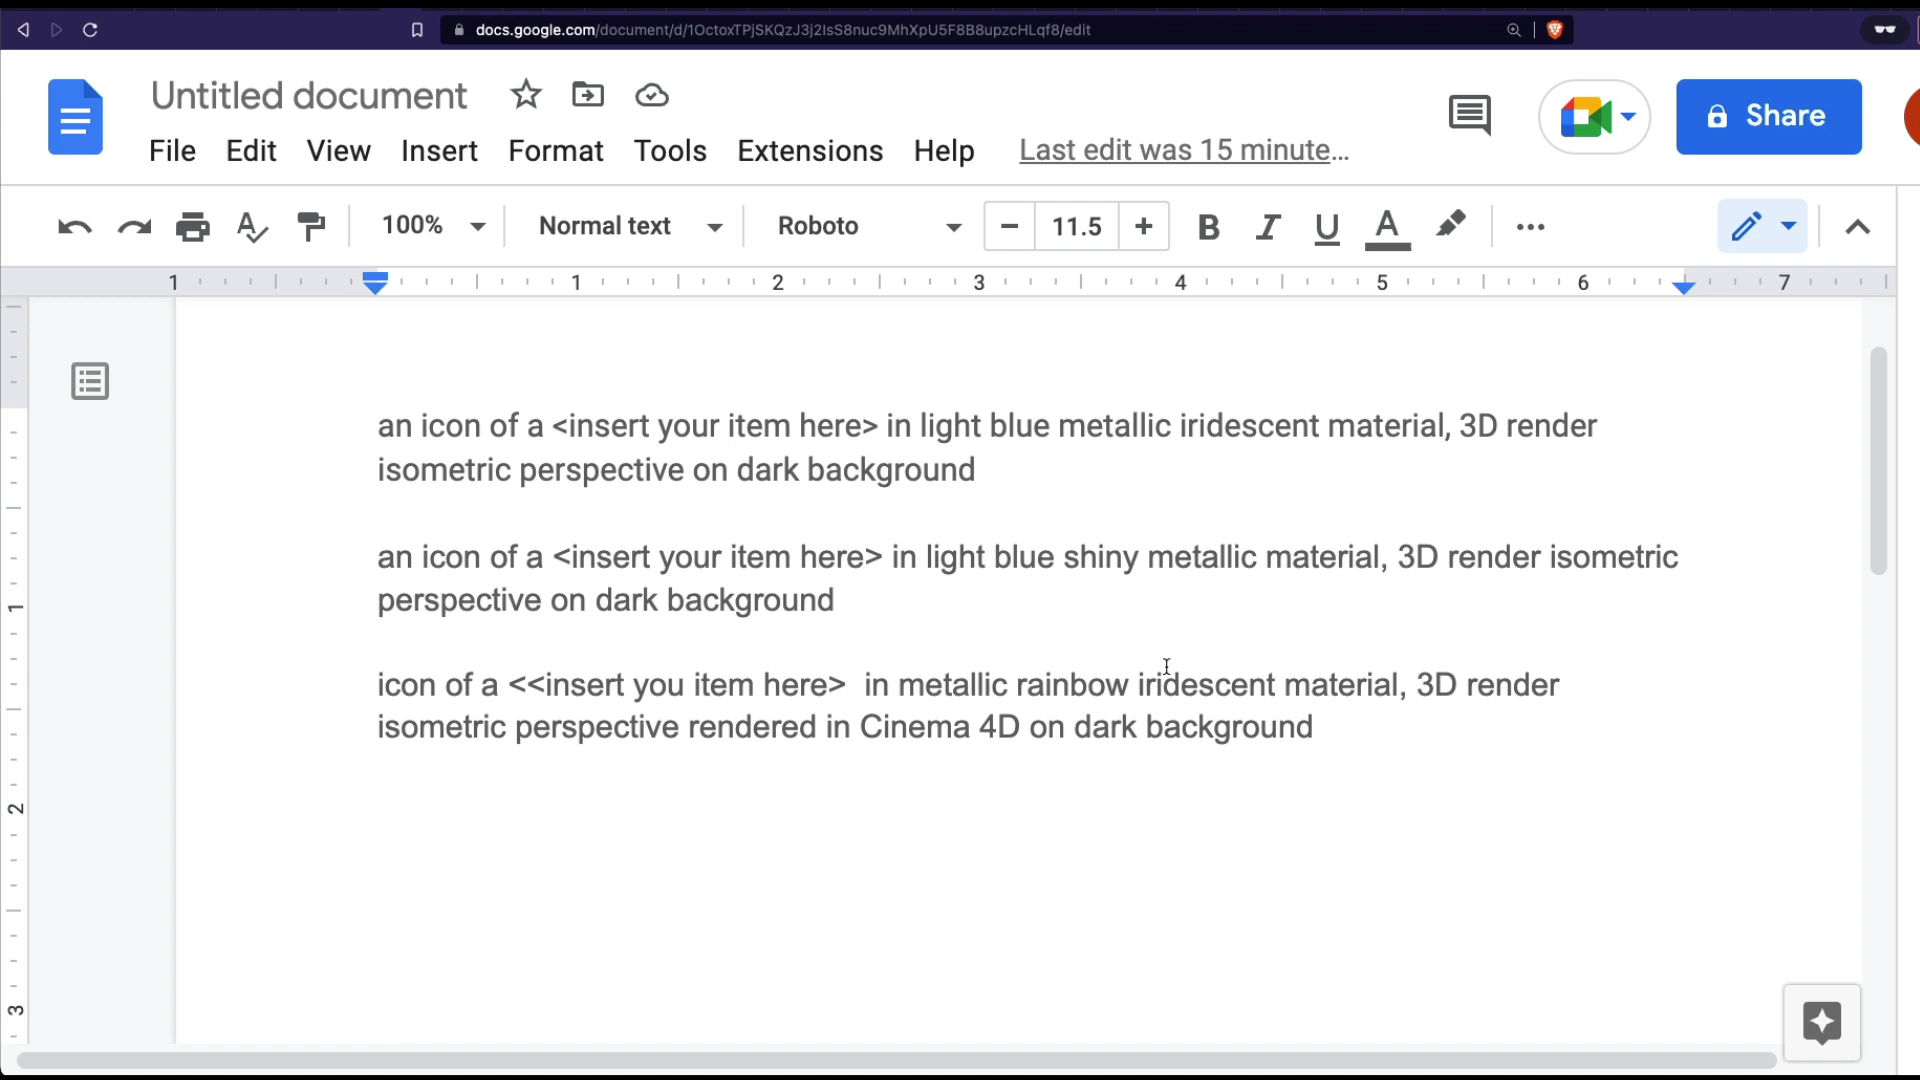 docs.google.com/document/d/1OctoxTPjSKQzJ3j2IsS8nuc9MhXpU5F8B8upzcHLqf8/edit
Untitled document
File Edit View Insert Format Tools Extensions Help Last edit was 15 minute...
Share
100% Normal text Roboto 11.5 B I U A
1 1 2 3 4 5 6 7
an icon of a <insert your item here> in light blue metallic iridescent material, 3D render
isometric perspective on dark background
an icon of a <insert your item here> in light blue shiny metallic material, 3D render isometric
perspective on dark background
icon of a <<insert you item here>  in metallic rainbow iridescent material, 3D render
isometric perspective rendered in Cinema 4D on dark background
1
2
3